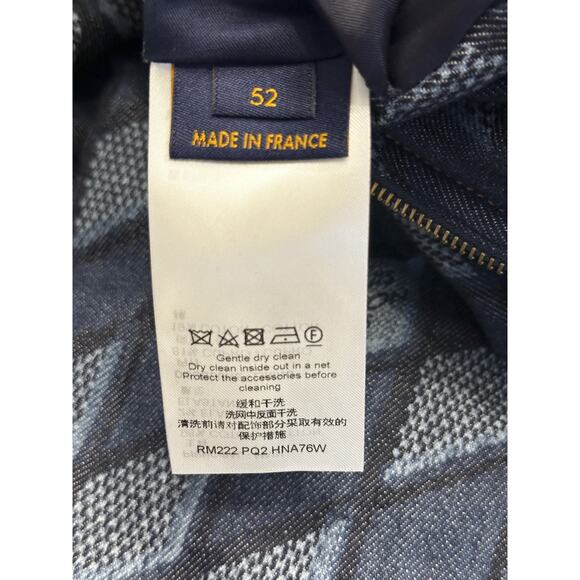 52
MADE IN FRANCE
Gentle dry clean
Dry clean inside out in a net
Protect the accessories before
cleaning
缓和干洗
洗网中反面干洗
清洗前请对配饰部分采取有效的
保护措施
RM222 PQ2 HNA76W